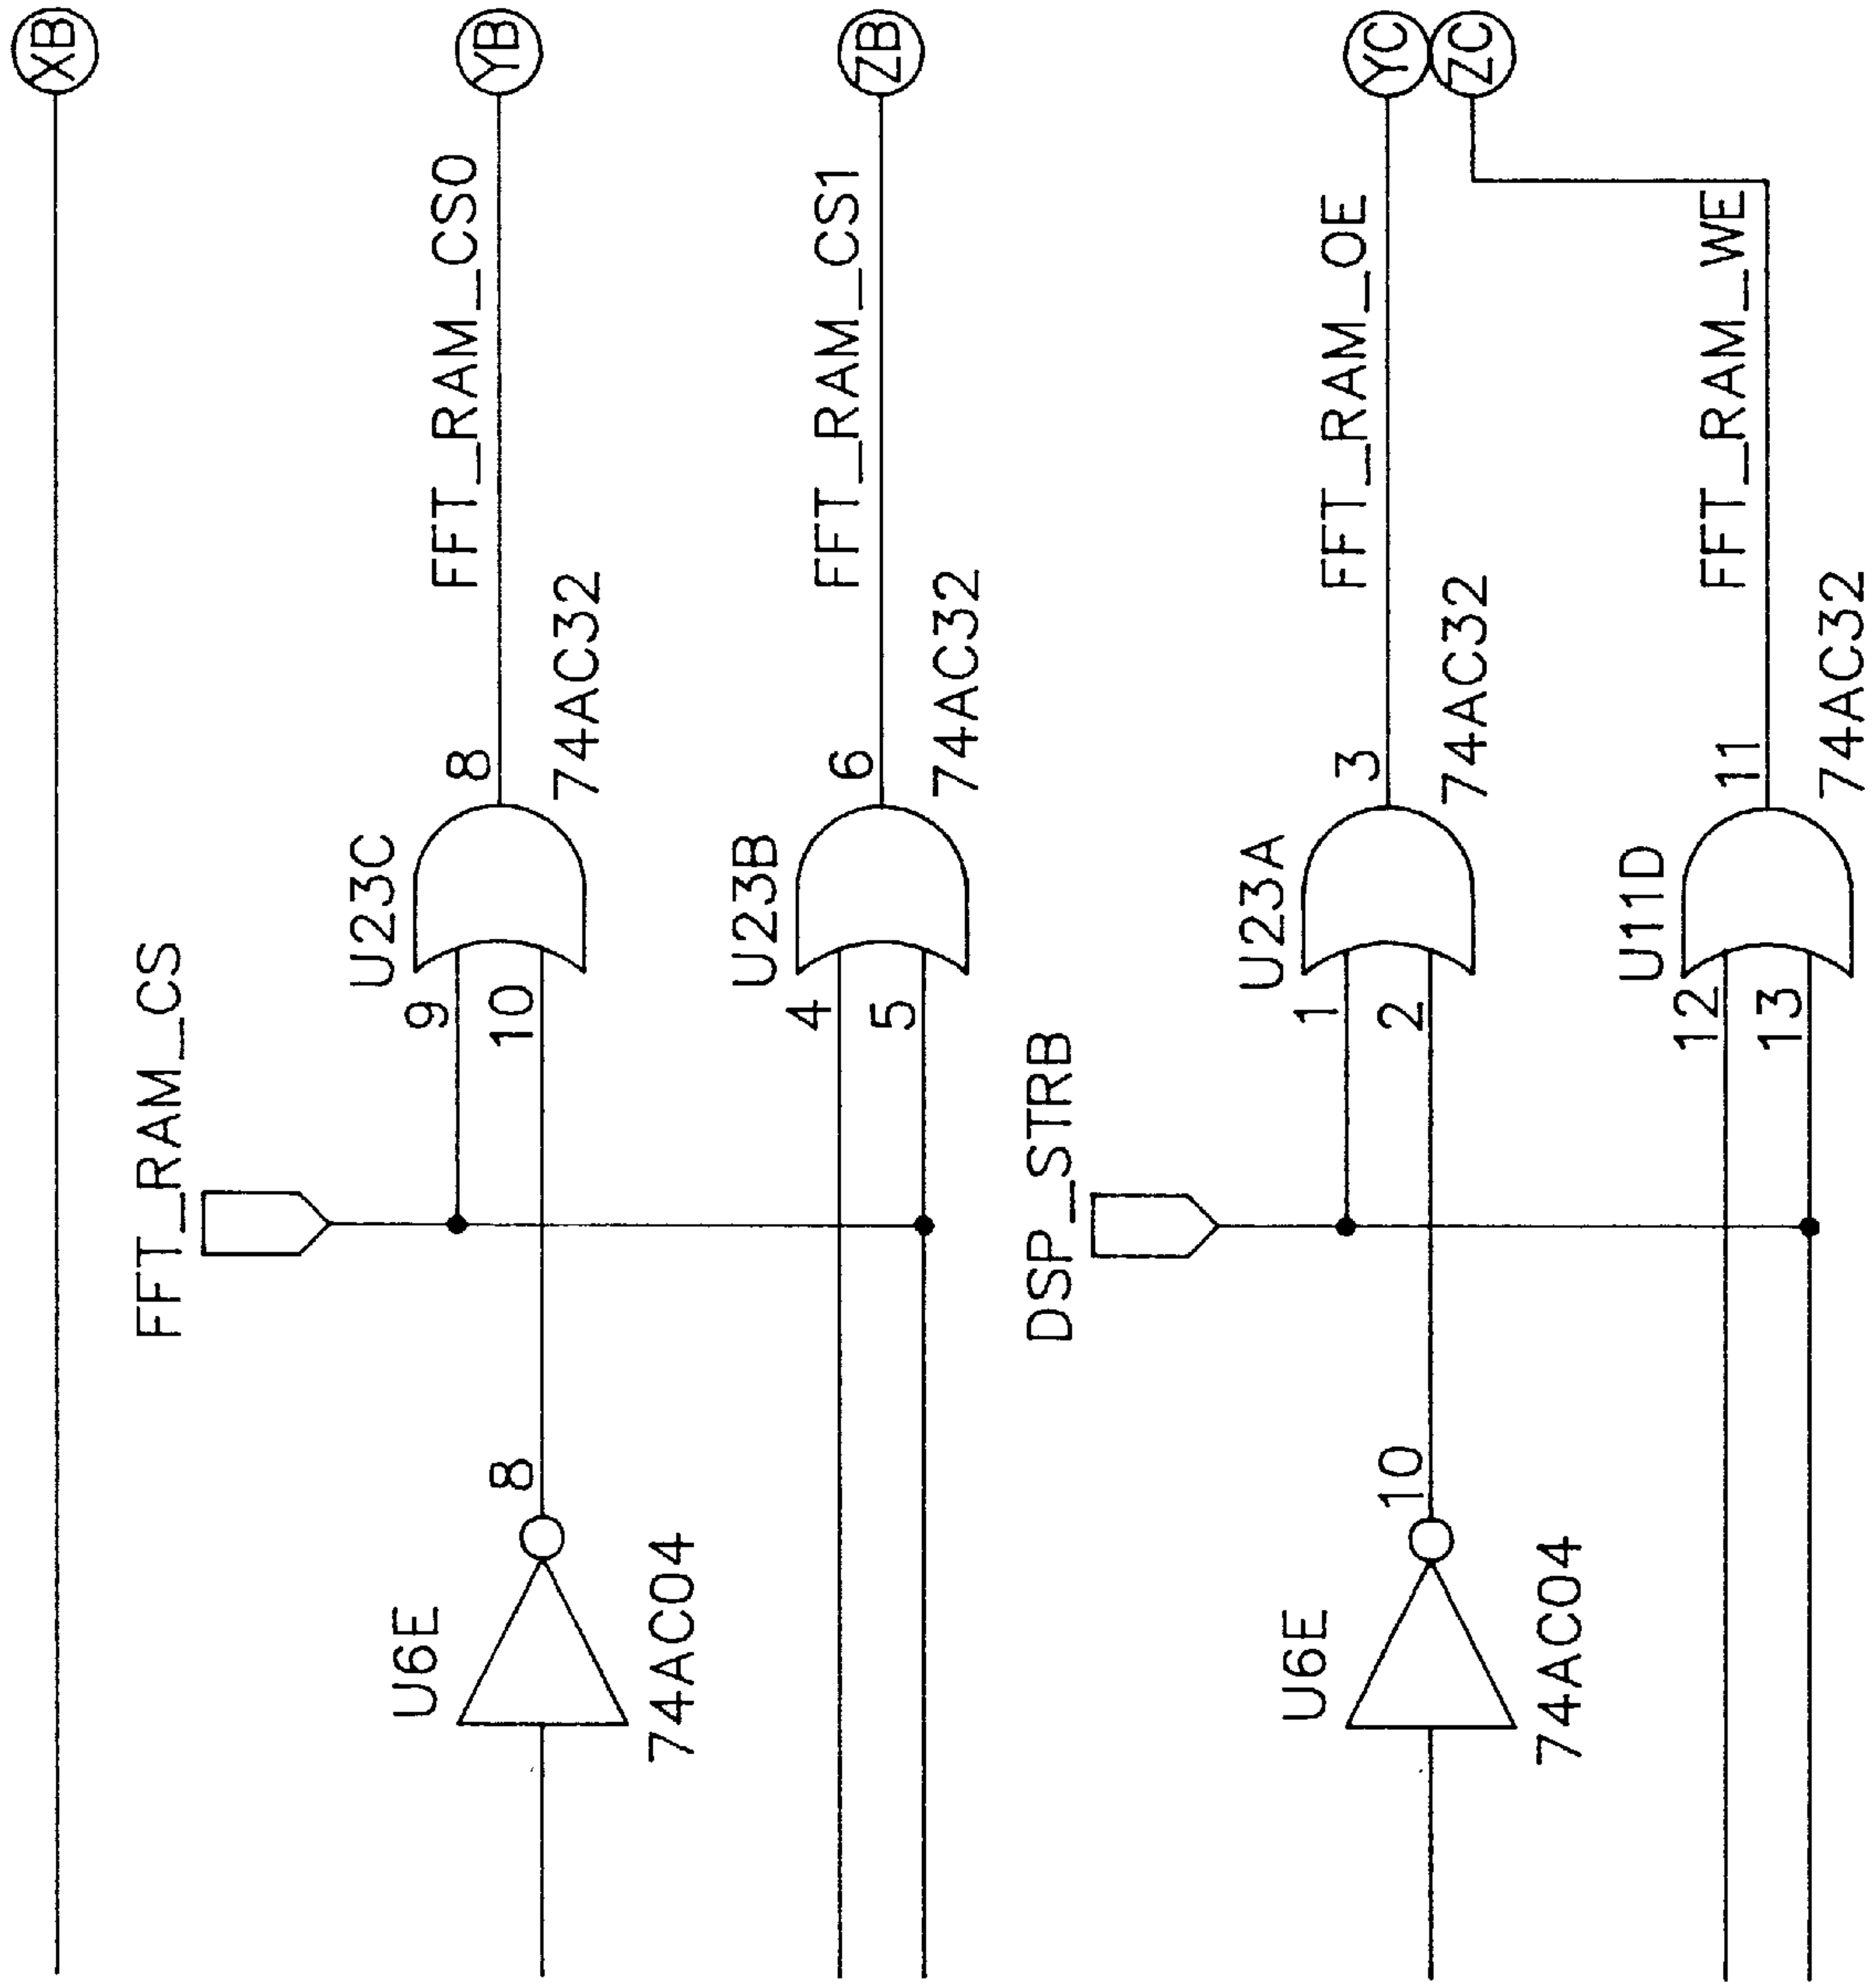 XB
FFT_RAM_CS
U6E
8
74AC04
9
10
U23C
8
74AC32
FFT_RAM_CS0
YB
4
5
U23B
6
74AC32
FFT_RAM_CS1
ZB
DSP_STRB
U6E
10
74AC04
1
2
U23A
3
74AC32
FFT_RAM_OE
YC
ZC
12
13
U11D
11
74AC32
FFT_RAM_WE